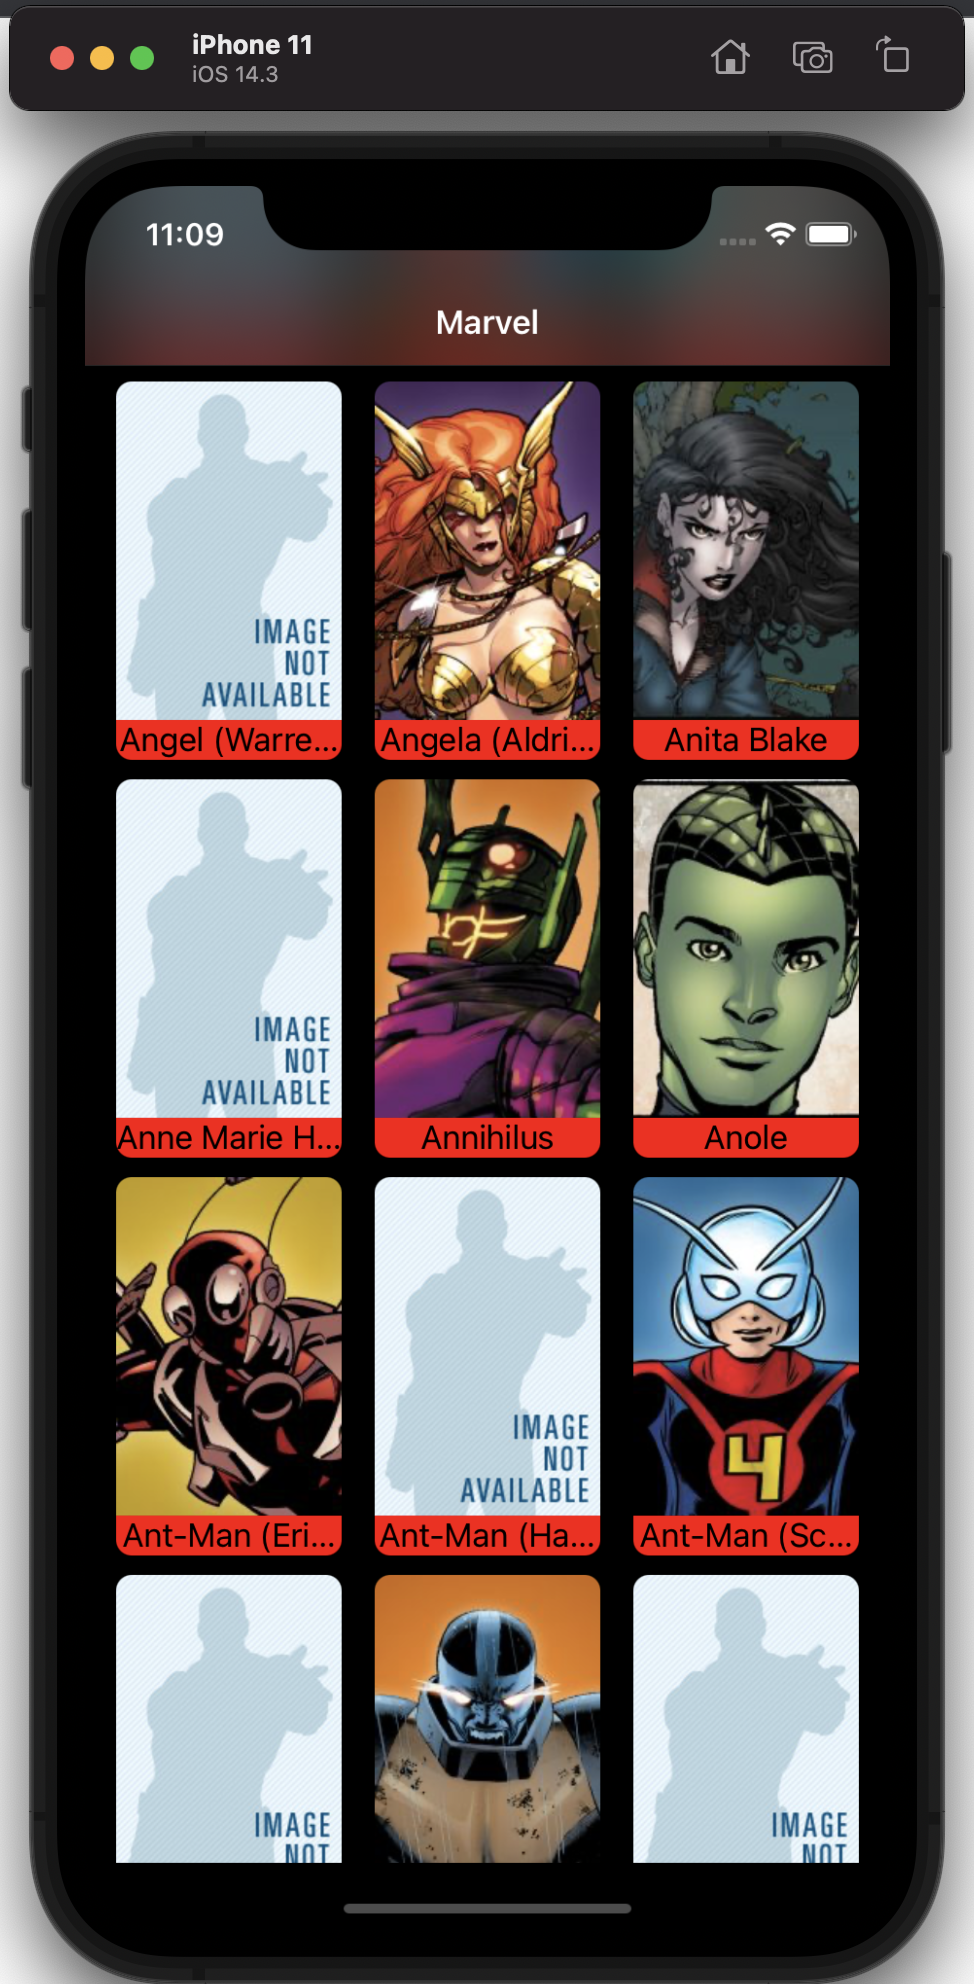 iPhone 11
iOS 14.3
11:09
Marvel
IMAGE
NOT
AVAILABLE
Angel (Warre...
Angela (Aldri...
Anita Blake
IMAGE
NOT
AVAILABLE
Anne Marie H...
Annihilus
Anole
IMAGE
NOT
AVAILABLE
4
Ant-Man (Eri...
Ant-Man (Ha...
Ant-Man (Sc...
IMAGE
NOT
IMAGE
NOT